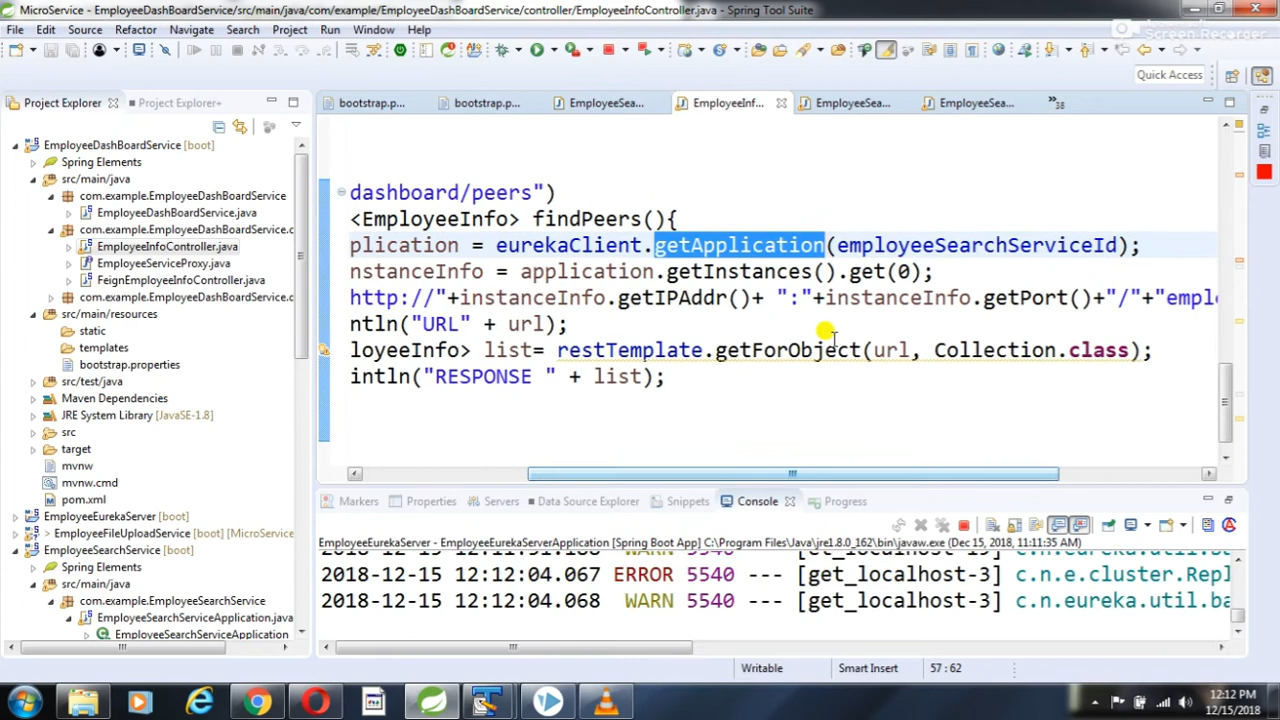 MicroService - EmployeeDashBoardService/src/main/java/com/example/EmployeeDashBoardService/controller/EmployeeInfoController.java - Spring Tool Suite
Screen Recorder
File Edit Source Refactor Navigate Search Project Run Window Help
Quick Access
Project Explorer
Project Explorer+
bootstrap.p...
bootstrap.p...
EmployeeSea...
EmployeeInf...
EmployeeSea...
EmployeeSea...
38
EmployeeDashBoardService [boot]
Spring Elements
src/main/java
com.example.EmployeeDashBoardService
EmployeeDashBoardService.java
com.example.EmployeeDashBoardService.
EmployeeInfoController.java
EmployeeServiceProxy.java
FeignEmployeeInfoController.java
com.example.EmployeeDashBoardService.
src/main/resources
static
templates
bootstrap.properties
src/test/java
Maven Dependencies
JRE System Library [JavaSE-1.8]
src
target
mvnw
mvnw.cmd
pom.xml
EmployeeEurekaServer [boot]
> EmployeeFileUploadService [MicroService
EmployeeSearchService [boot]
Spring Elements
src/main/java
com.example.EmployeeSearchService
EmployeeSearchServiceApplication.java
EmployeeSearchServiceApplication
dashboard/peers")
<EmployeeInfo> findPeers(){
plication = eurekaClient.getApplication(employeeSearchServiceId);
nstanceInfo = application.getInstances().get(0);
http://"+instanceInfo.getIPAddr()+ ":"+instanceInfo.getPort()+"/"+"emplo
ntln("URL" + url);
loyeeInfo> list= restTemplate.getForObject(url, Collection.class);
intln("RESPONSE " + list);
Markers
Properties
Servers
Data Source Explorer
Snippets
Console
Progress
EmployeeEurekaServer - EmployeeEurekaServerApplication [Spring Boot App] C:\Program Files\Java\jre1.8.0_162\bin\javaw.exe (Dec 15, 2018, 11:11:35 AM)
2018-12-15 12:12:04.067 ERROR 5540 --- [get_localhost-3] c.n.e.cluster.Repl
2018-12-15 12:12:04.068 WARN 5540 --- [get_localhost-3] c.n.eureka.util.ba
Writable
Smart Insert
57 : 62
12:12 PM
12/15/2018